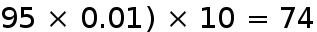 95 × 0.01) × 10 = 74